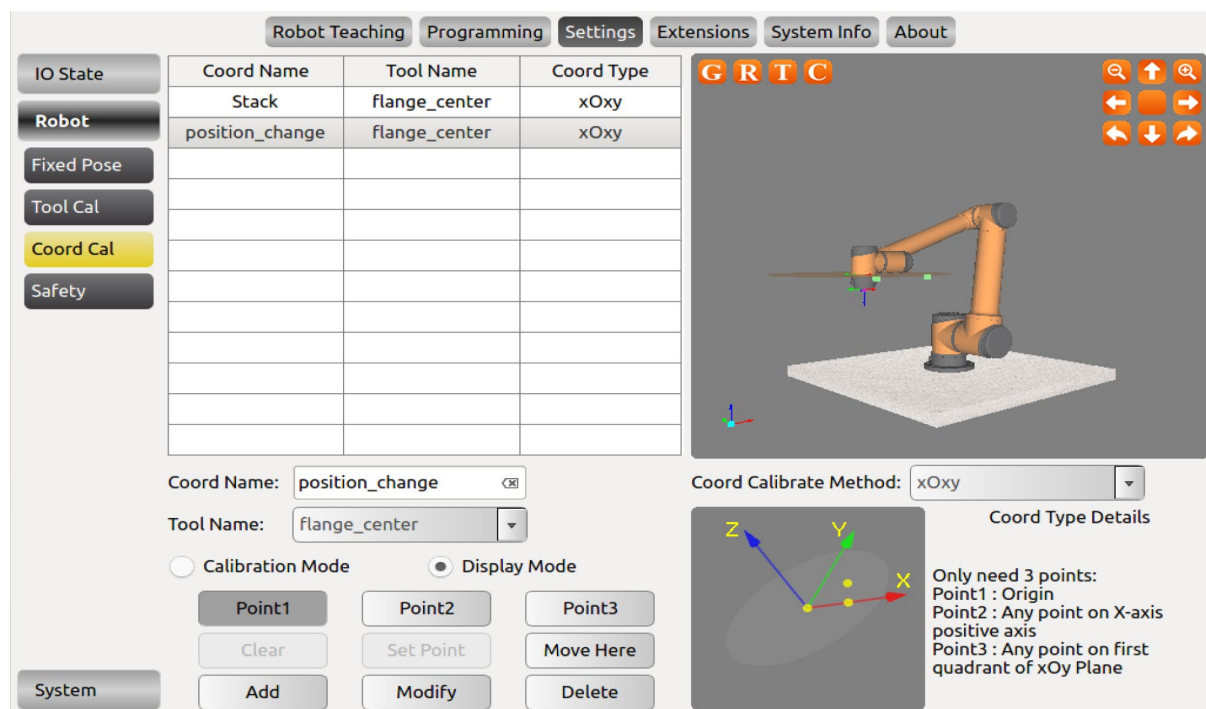 Robot Teaching Programming Settings Extensions System Info About
IO State
Robot
Fixed Pose
Tool Cal
Coord Cal
Safety
System
Coord Name Tool Name Coord Type
Stack flange_center xOxy
position_change flange_center xOxy
G R T C
Coord Name: position_change
Tool Name: flange_center
Calibration Mode Display Mode
Point1 Point2 Point3
Clear Set Point Move Here
Add Modify Delete
Coord Calibrate Method: xOxy
Z Y X
Coord Type Details
Only need 3 points:
Point1 : Origin
Point2 : Any point on X-axis
positive axis
Point3 : Any point on first
quadrant of xOy Plane